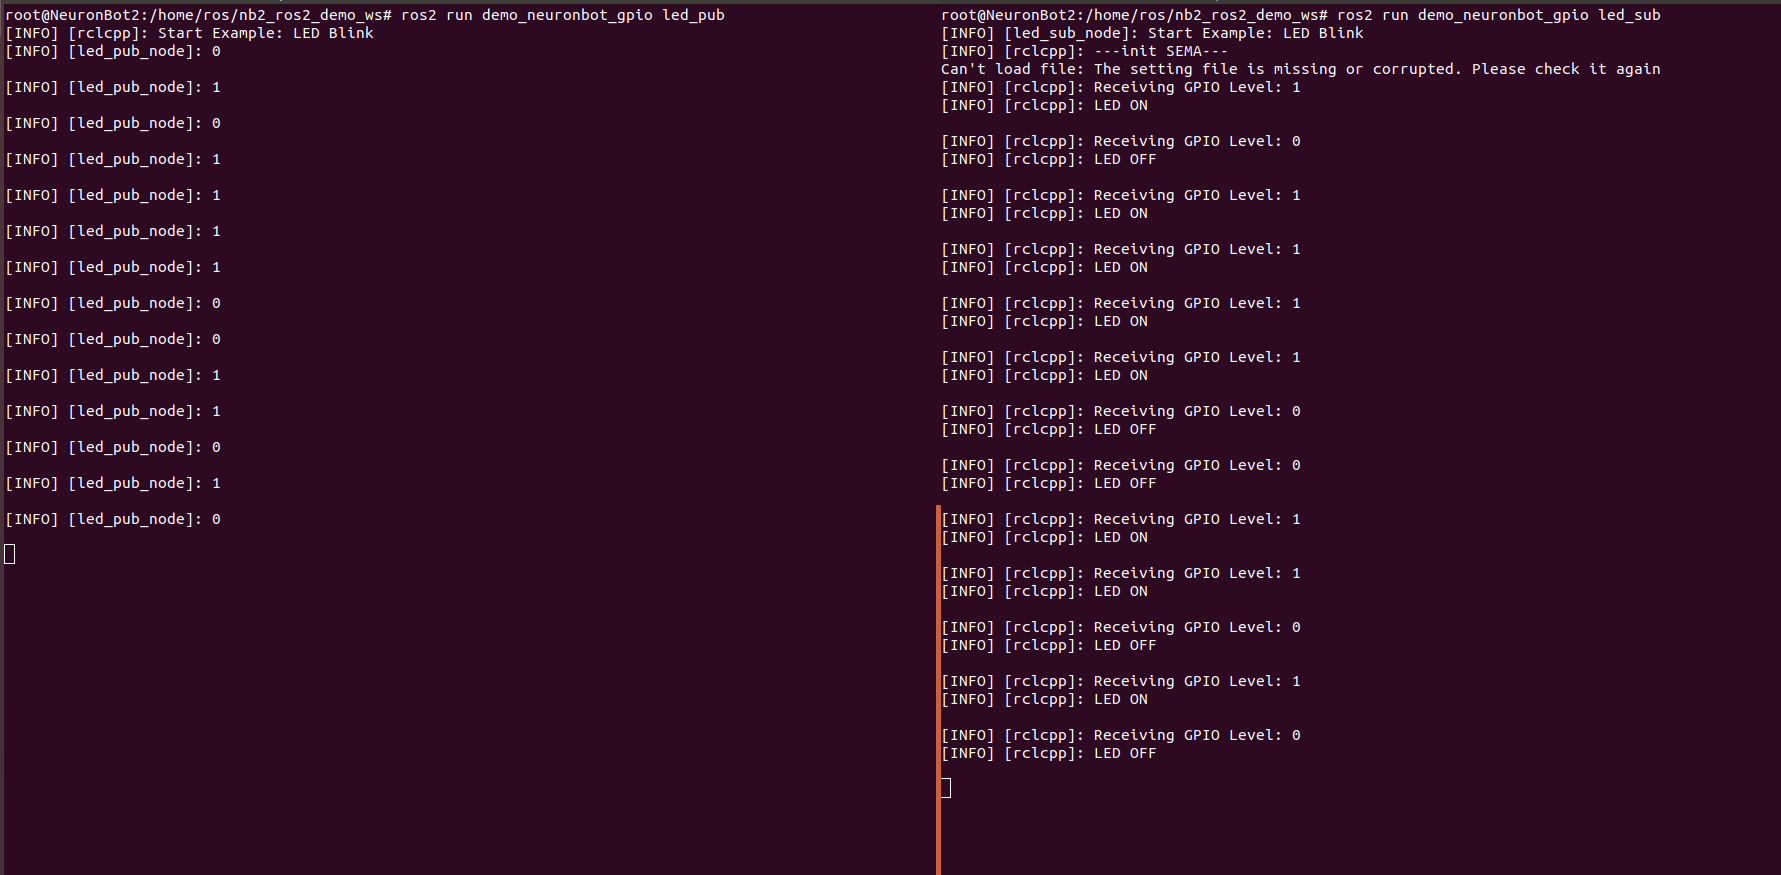 root@NeuronBot2:/home/ros/nb2_ros2_demo_ws# ros2 run demo_neuronbot_gpio led_pub
[INFO] [rclcpp]: Start Example: LED Blink
[INFO] [led_pub_node]: 0
[INFO] [led_pub_node]: 1
[INFO] [led_pub_node]: 0
[INFO] [led_pub_node]: 1
[INFO] [led_pub_node]: 1
[INFO] [led_pub_node]: 1
[INFO] [led_pub_node]: 1
[INFO] [led_pub_node]: 0
[INFO] [led_pub_node]: 0
[INFO] [led_pub_node]: 1
[INFO] [led_pub_node]: 1
[INFO] [led_pub_node]: 0
[INFO] [led_pub_node]: 1
[INFO] [led_pub_node]: 0
root@NeuronBot2:/home/ros/nb2_ros2_demo_ws# ros2 run demo_neuronbot_gpio led_sub
[INFO] [led_sub_node]: Start Example: LED Blink
[INFO] [rclcpp]: ---init SEMA---
Can't load file: The setting file is missing or corrupted. Please check it again
[INFO] [rclcpp]: Receiving GPIO Level: 1
[INFO] [rclcpp]: LED ON
[INFO] [rclcpp]: Receiving GPIO Level: 0
[INFO] [rclcpp]: LED OFF
[INFO] [rclcpp]: Receiving GPIO Level: 1
[INFO] [rclcpp]: LED ON
[INFO] [rclcpp]: Receiving GPIO Level: 1
[INFO] [rclcpp]: LED ON
[INFO] [rclcpp]: Receiving GPIO Level: 1
[INFO] [rclcpp]: LED ON
[INFO] [rclcpp]: Receiving GPIO Level: 1
[INFO] [rclcpp]: LED ON
[INFO] [rclcpp]: Receiving GPIO Level: 0
[INFO] [rclcpp]: LED OFF
[INFO] [rclcpp]: Receiving GPIO Level: 0
[INFO] [rclcpp]: LED OFF
[INFO] [rclcpp]: Receiving GPIO Level: 1
[INFO] [rclcpp]: LED ON
[INFO] [rclcpp]: Receiving GPIO Level: 1
[INFO] [rclcpp]: LED ON
[INFO] [rclcpp]: Receiving GPIO Level: 0
[INFO] [rclcpp]: LED OFF
[INFO] [rclcpp]: Receiving GPIO Level: 1
[INFO] [rclcpp]: LED ON
[INFO] [rclcpp]: Receiving GPIO Level: 0
[INFO] [rclcpp]: LED OFF